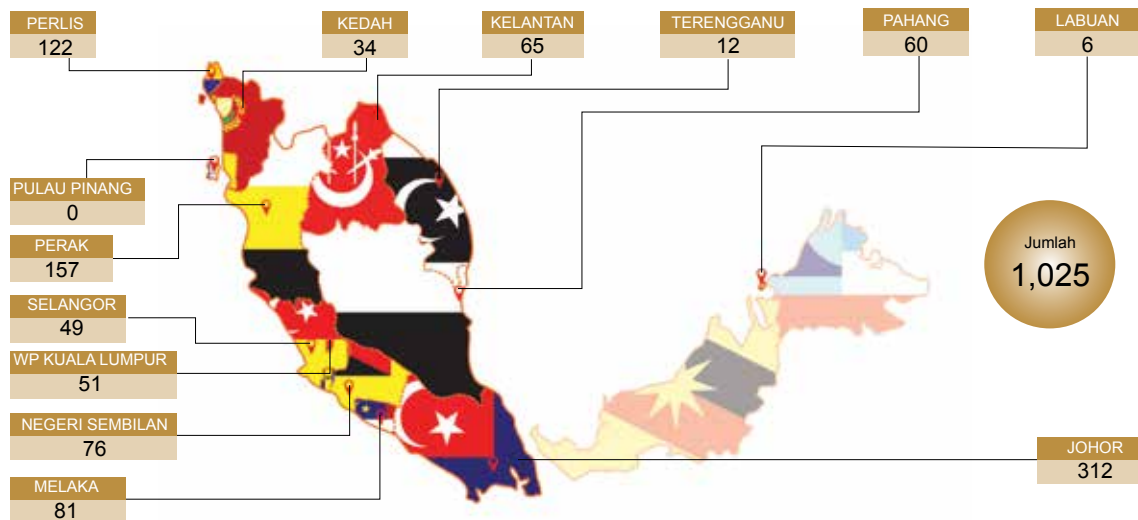 PERLIS
122
KEDAH
34
KELANTAN
65
TERENGGANU
12
PAHANG
60
LABUAN
6
PULAU PINANG
0
PERAK
157
SELANGOR
49
WP KUALA LUMPUR
51
NEGERI SEMBILAN
76
MELAKA
81
Jumlah
1,025
JOHOR
312